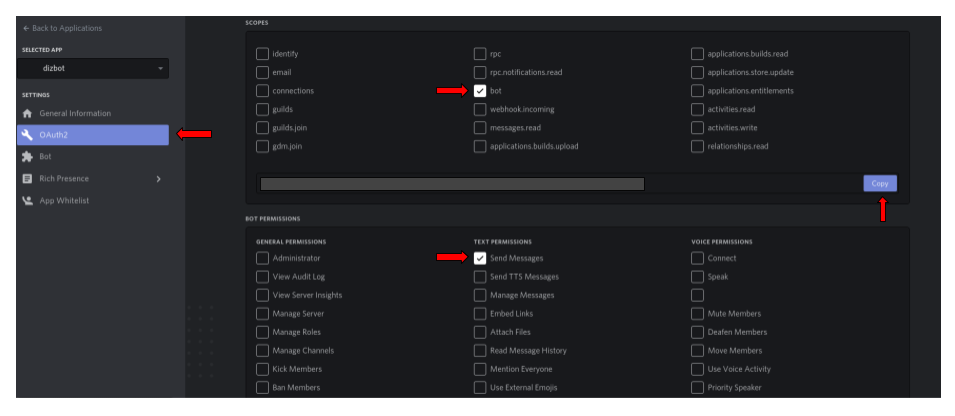 ← Back to Applications
SELECTED APP
dizbot
SETTINGS
General Information
OAuth2
Bot
Rich Presence
App Whitelist
SCOPES
identify
email
connections
guilds
guilds.join
gdm.join
rpc
rpc.notifications.read
bot
webhook.incoming
messages.read
applications.builds.upload
applications.builds.read
applications.store.update
applications.entitlements
activities.read
activities.write
relationships.read
Copy
BOT PERMISSIONS
GENERAL PERMISSIONS
Administrator
View Audit Log
View Server Insights
Manage Server
Manage Roles
Manage Channels
Kick Members
Ban Members
TEXT PERMISSIONS
Send Messages
Send TTS Messages
Manage Messages
Embed Links
Attach Files
Read Message History
Mention Everyone
Use External Emojis
VOICE PERMISSIONS
Connect
Speak
Mute Members
Deafen Members
Move Members
Use Voice Activity
Priority Speaker